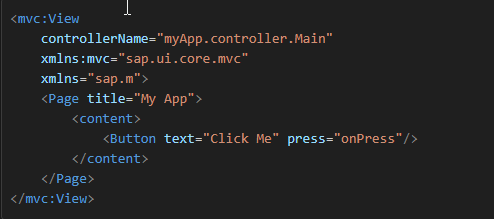 <mvc:View
controllerName="myApp.controller.Main"
xmlns:mvc="sap.ui.core.mvc"
xmlns="sap.m">
<Page title="My App">
<content>
<Button text="Click Me" press="onPress"/>
</content>
</Page>
</mvc:View>